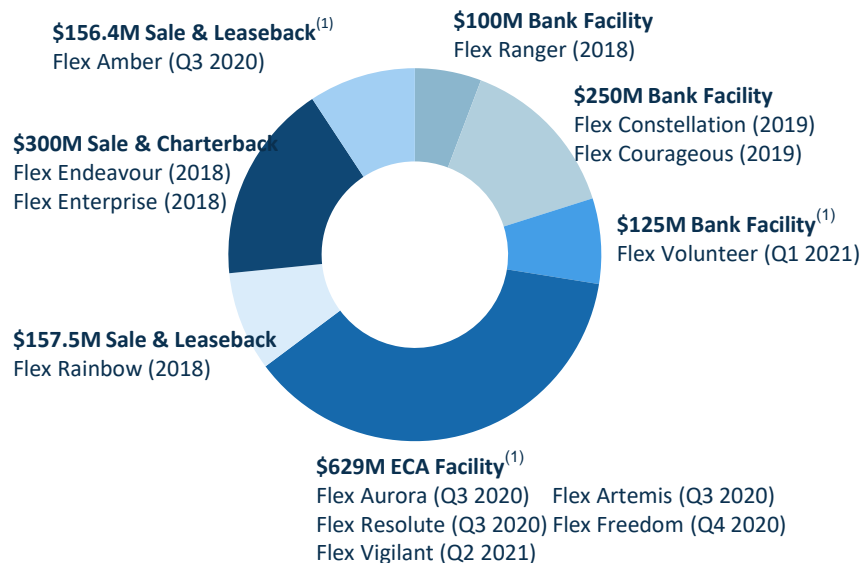 $156.4M Sale & Leaseback(1)
Flex Amber (Q3 2020)
$100M Bank Facility
Flex Ranger (2018)
$250M Bank Facility
Flex Constellation (2019)
Flex Courageous (2019)
$300M Sale & Charterback
Flex Endeavour (2018)
Flex Enterprise (2018)
$125M Bank Facility(1)
Flex Volunteer (Q1 2021)
$157.5M Sale & Leaseback
Flex Rainbow (2018)
$629M ECA Facility(1)
Flex Aurora (Q3 2020) Flex Artemis (Q3 2020)
Flex Resolute (Q3 2020) Flex Freedom (Q4 2020)
Flex Vigilant (Q2 2021)